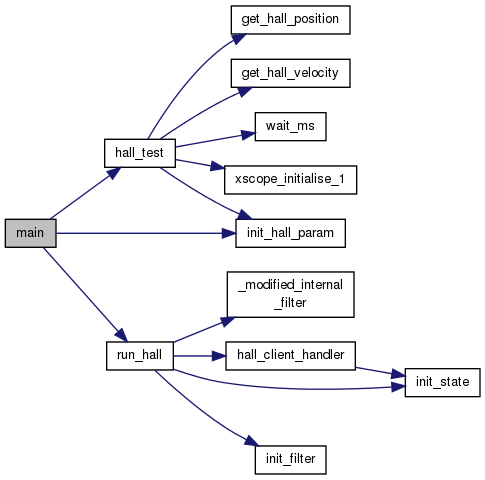 get_hall_position
get_hall_velocity
wait_ms
hall_test
xscope_initialise_1
main
init_hall_param
_modified_internal
_filter
run_hall
hall_client_handler
init_state
init_filter